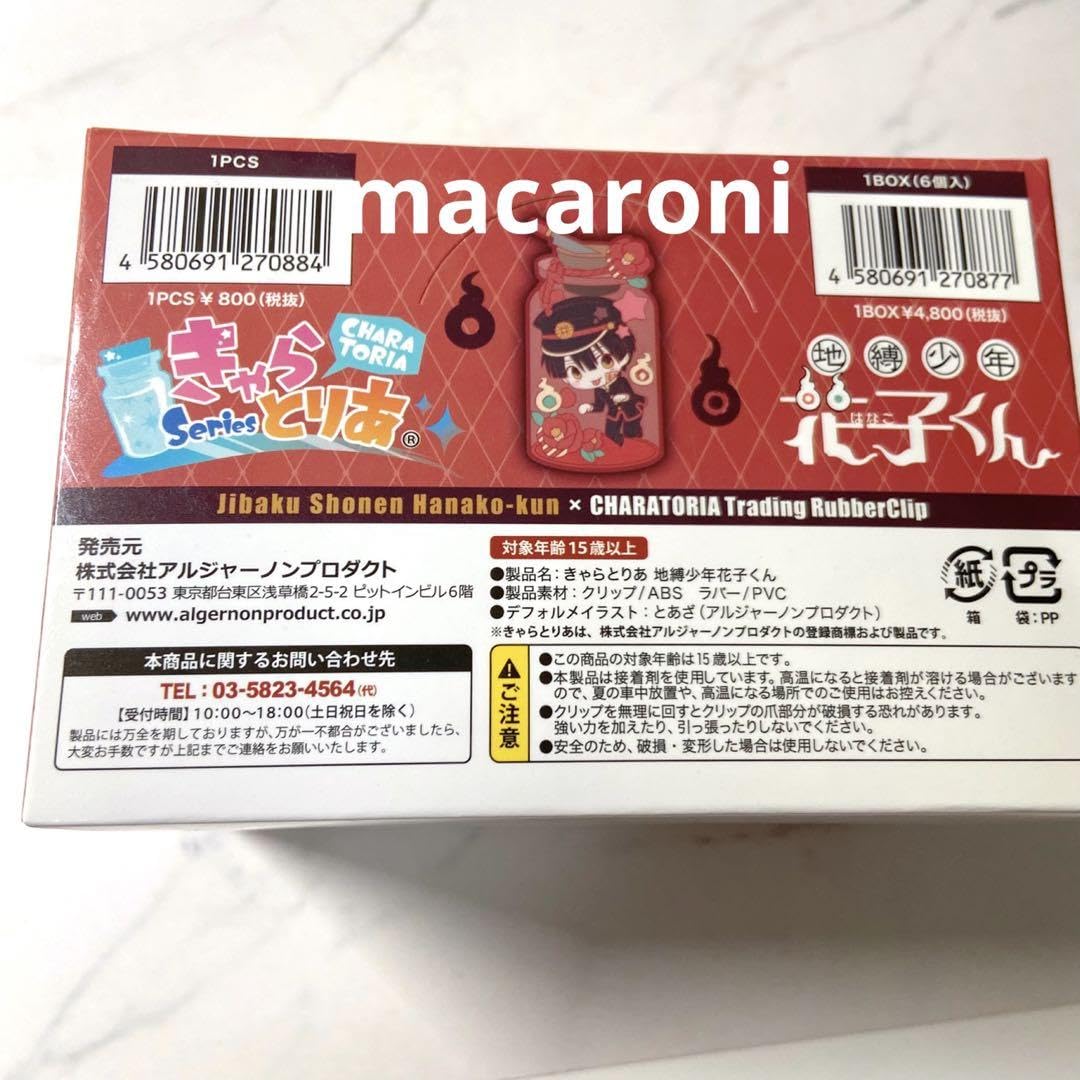 macaroni
1PCS
4 580691 270884
1PCS ¥ 800(税抜)
1BOX(6個入)
4 580691 270877
1BOX¥4,800(税抜)
きゃらとりあ®
CHARA TORIA
Series
地縛少年
花子くん
はなこ
Jibaku Shonen Hanako-kun × CHARATORIA Trading RubberClip
発売元
株式会社アルジャーノンプロダクト
〒111-0053 東京都台東区浅草橋2-5-2 ピットインビル6階
web www.algernonproduct.co.jp
本商品に関するお問い合わせ先
TEL:03-5823-4564(代)
【受付時間】10:00〜18:00(土日祝日を除く)
製品には万全を期しておりますが、万が一不都合がございましたら、
大変お手数ですが上記までご連絡をお願いいたします。
対象年齢15歳以上
●製品名:きゃらとりあ 地縛少年花子くん
●製品素材:クリップ/ABS ラバー/PVC
●デフォルメイラスト:とあざ(アルジャーノンプロダクト)
※きゃらとりあは、株式会社アルジャーノンプロダクトの登録商標および製品です。
紙
箱
プラ
袋:PP
ご注意
●この商品の対象年齢は15歳以上です。
●本製品は接着剤を使用しています。高温になると接着剤が溶ける場合がございます
ので、夏の車中放置や、高温になる場所でのご使用はお控えください。
●クリップを無理に回すとクリップの爪部分が破損する恐れがあります。
強い力を加えたり、引っ張ったりしないでください。
●安全のため、破損・変形した場合は使用しないでください。